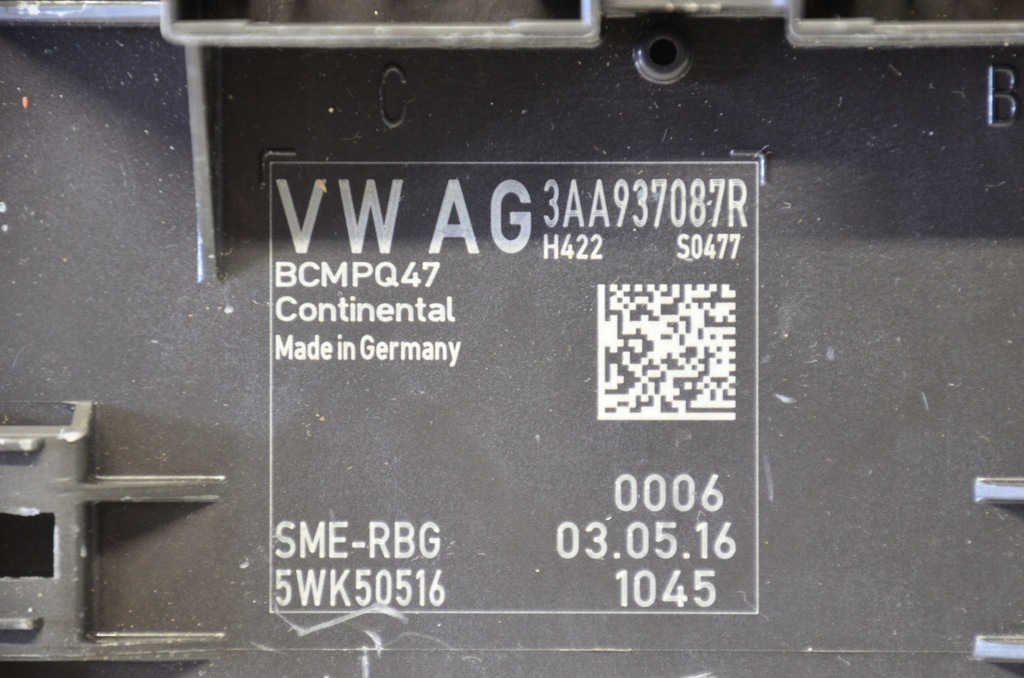 C
B
VW AG 3AA937087R
H422 S0477
BCMPQ47
Continental
Made in Germany
0006
SME-RBG 03.05.16
5WK50516 1045